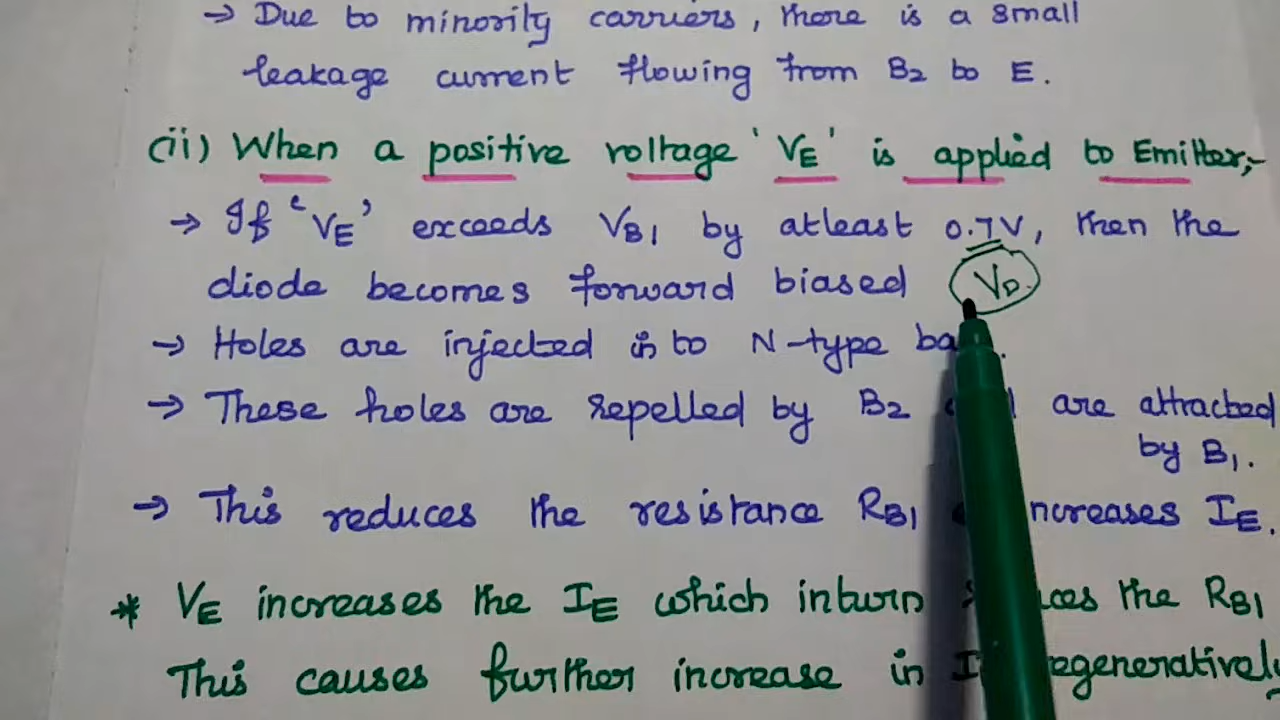 → Due to minority carriers, there is a small
leakage current flowing from B2 to E.
(ii) When a positive voltage 'VE' is applied to Emitter,-
→ If 'VE' exceeds VB1 by atleast 0.7V, then the
diode becomes forward biased VD.
→ Holes are injected in to N-type
→ These holes are repelled by B2 are attracted
by B1.
→ This reduces the resistance RB1 increases IE.
* VE increases the IE which inturn the RB1
This causes further increase in regeneratively